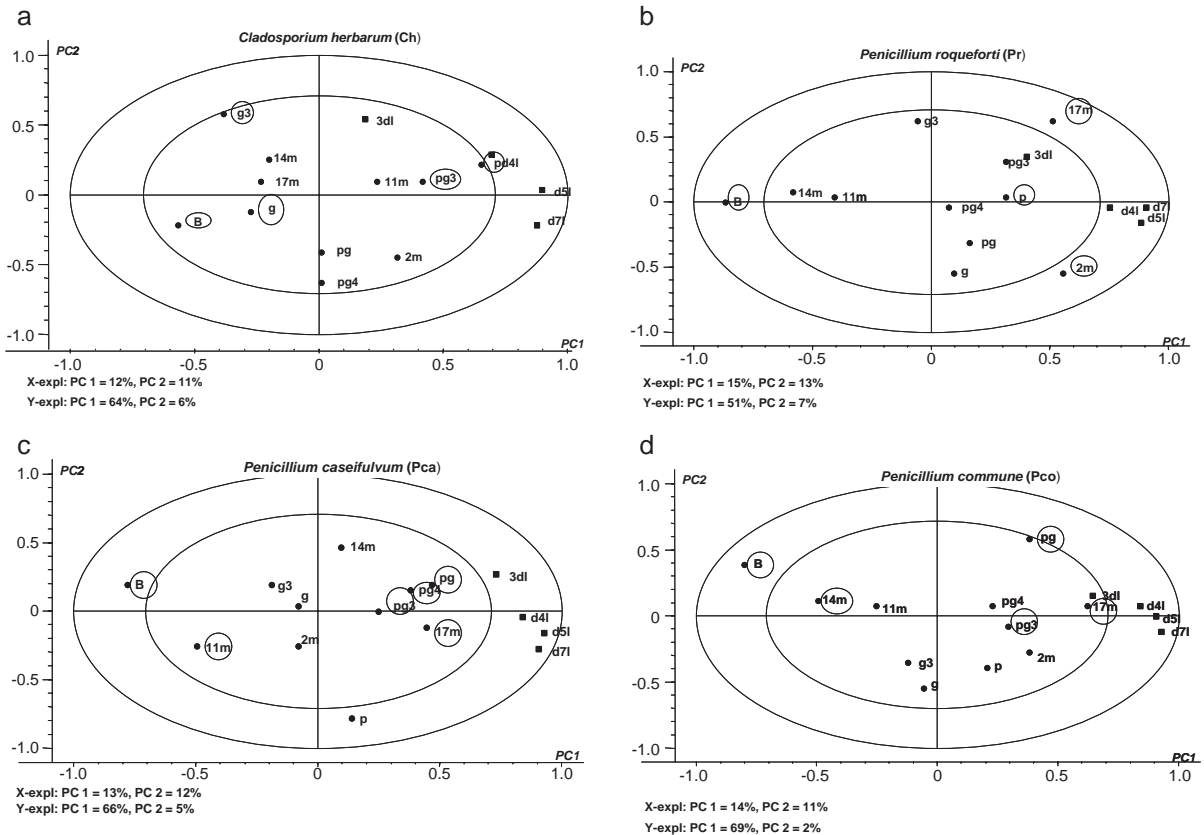 a
Cladosporium herbarum (Ch)
1.0
PC2
0.5
0
-0.5
-1.0
g3
3dl
14m
pd4l
17m
11m
pg3
d5l
g
B
d7l
pg
2m
pg4
PC1
-1.0 -0.5 0 0.5 1.0
X-expl: PC 1 = 12%, PC 2 = 11%
Y-expl: PC 1 = 64%, PC 2 = 6%
b
Penicillium roqueforti (Pr)
PC2
1.0
0.5
0
-0.5
-1.0
17m
g3
3dl
pg3
B
14m
11m
p
pg4
d4l
d7l
d5l
pg
g
2m
PC1
-1.0 -0.5 0 0.5 1.0
X-expl: PC 1 = 15%, PC 2 = 13%
Y-expl: PC 1 = 51%, PC 2 = 7%
c
Penicillium caseifulvum (Pca)
1.0
PC2
0.5
0
-0.5
-1.0
14m
3dl
B
g3
pg
pg4
g
pg3
d4l
17m
d5l
11m
2m
d7l
p
PC1
-1.0 -0.5 0 0.5 1.0
X-expl: PC 1 = 13%, PC 2 = 12%
Y-expl: PC 1 = 66%, PC 2 = 5%
d
Penicillium commune (Pco)
1.0
PC2
0.5
0
-0.5
-1.0
pg
B
3dl
14m
11m
pg4
17m
d4l
d5l
pg3
d7l
2m
g3
p
g
PC1
-1.0 -0.5 0 0.5 1.0
X-expl: PC 1 = 14%, PC 2 = 11%
Y-expl: PC 1 = 69%, PC 2 = 2%